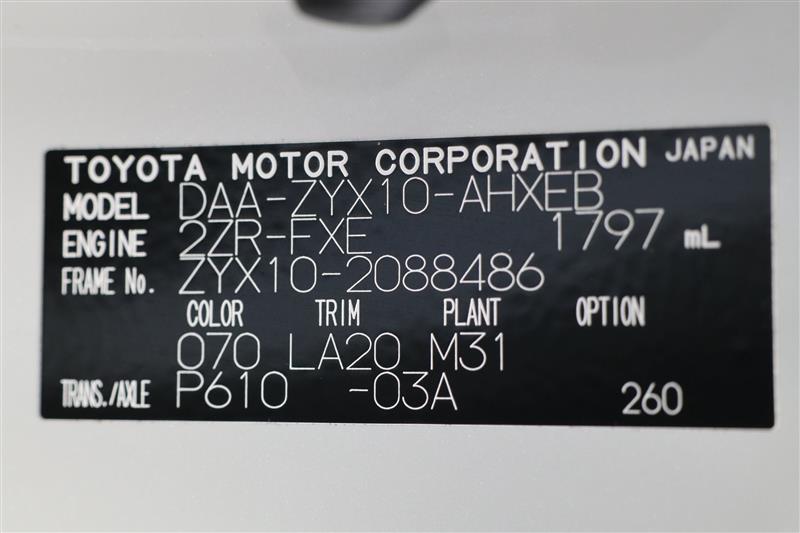 TOYOTA MOTOR CORPORATION JAPAN
MODEL DAA-ZYX10-AHXEB
ENGINE 2ZR-FXE 1797 mL
FRAME No. ZYX10-2088486
COLOR TRIM PLANT OPTION
070 LA20 M31
TRANS./AXLE P610 -03A 260